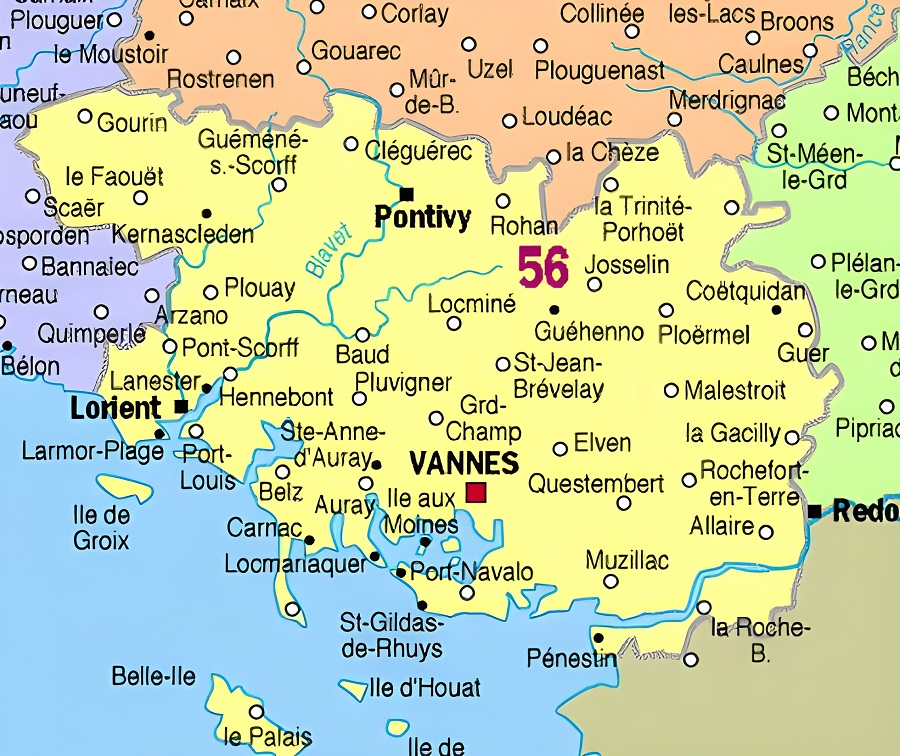 Plouguer
Carhaix
Corlay
Collinée
les-Lacs
Broons
le Moustoir
Gouarec
Uzel
Plouguenast
Caulnes
Rance
Rostrenen
Mûr-
de-B.
Loudéac
Merdrignac
Béch
Mont
uneuf-
aou
Gourin
Guéméné-
s.-Scorff
Cléguérec
la Chèze
St-Méen-
le-Grd
le Faouët
Scaër
Pontivy
Rohan
la Trinité-
Porhoët
osporden
Kernascleden
Blavet
56
Josselin
Bannalec
Plélan-
le-Grd
rneau
Plouay
Locminé
Coëtquidan
Quimperlé
Arzano
Guéhenno
Ploërmel
Guer
M
d
Bélon
Pont-Scorff
Baud
St-Jean-
Brévelay
Lanester
Hennebont
Pluvigner
Malestroit
Lorient
Grd-
Champ
Pipriac
Larmor-Plage
Port-
Louis
Ste-Anne-
d'Auray
VANNES
Elven
la Gacilly
Belz
Auray
Ile aux
Moines
Questembert
Rochefort-
en-Terre
Ile de
Groix
Carnac
Allaire
Redo
Locmariaquer
Port-Navalo
Muzillac
St-Gildas-
de-Rhuys
la Roche-
B.
Pénestin
Belle-Ile
Ile d'Houat
le Palais
Ile de